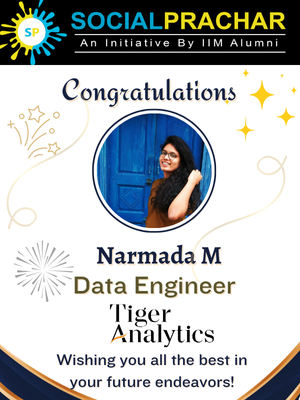 SP
SOCIALPRACHAR
An Initiative By IIM Alumni
Congratulations
Narmada M
Data Engineer
Tiger
Analytics
Wishing you all the best in
your future endeavors!